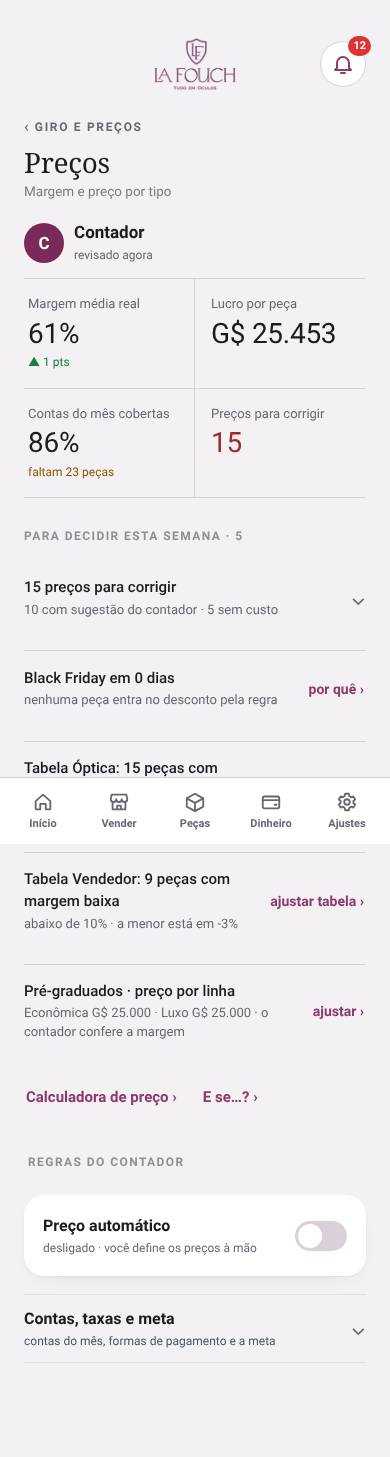 LA FOUCH
Tudo em Óculos
12
‹ GIRO E PREÇOS
Preços
Margem e preço por tipo
C
Contador
revisado agora
Margem média real
61%
▲ 1 pts
Lucro por peça
G$ 25.453
Contas do mês cobertas
86%
faltam 23 peças
Preços para corrigir
15
PARA DECIDIR ESTA SEMANA · 5
15 preços para corrigir
10 com sugestão do contador · 5 sem custo
Black Friday em 0 dias
nenhuma peça entra no desconto pela regra
por quê ›
Tabela Óptica: 15 peças com
Início
Vender
Peças
Dinheiro
Ajustes
Tabela Vendedor: 9 peças com
margem baixa
abaixo de 10% · a menor está em -3%
ajustar tabela ›
Pré-graduados · preço por linha
Econômica G$ 25.000 · Luxo G$ 25.000 · o
contador confere a margem
ajustar ›
Calculadora de preço ›
E se...? ›
REGRAS DO CONTADOR
Preço automático
desligado · você define os preços à mão
Contas, taxas e meta
contas do mês, formas de pagamento e a meta